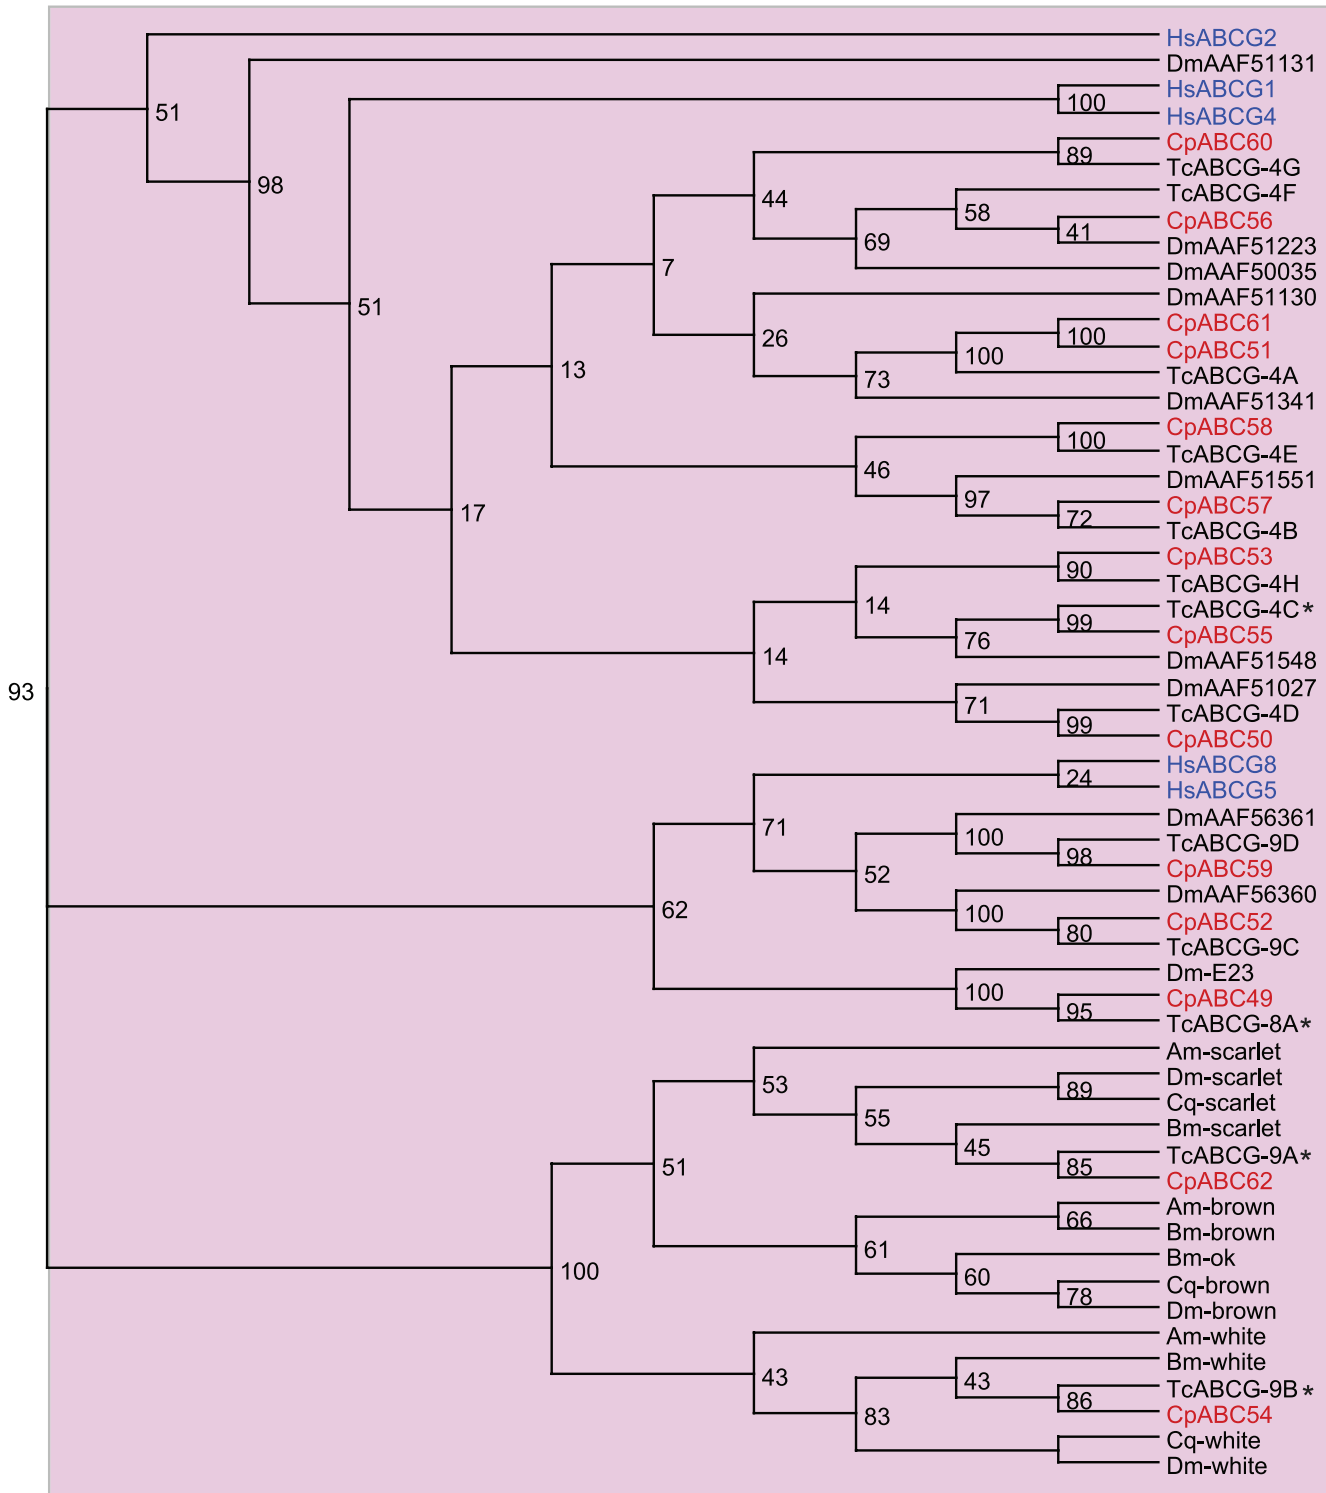 HsABCG2
DmAAF51131
HsABCG1
HsABCG4
CpABC60
TcABCG-4G
TcABCG-4F
CpABC56
DmAAF51223
DmAAF50035
DmAAF51130
CpABC61
CpABC51
TcABCG-4A
DmAAF51341
CpABC58
TcABCG-4E
DmAAF51551
CpABC57
TcABCG-4B
CpABC53
TcABCG-4H
TcABCG-4C*
CpABC55
DmAAF51548
DmAAF51027
TcABCG-4D
CpABC50
HsABCG8
HsABCG5
DmAAF56361
TcABCG-9D
CpABC59
DmAAF56360
CpABC52
TcABCG-9C
Dm-E23
CpABC49
TcABCG-8A*
Am-scarlet
Dm-scarlet
Cq-scarlet
Bm-scarlet
TcABCG-9A*
CpABC62
Am-brown
Bm-brown
Bm-ok
Cq-brown
Dm-brown
Am-white
Bm-white
TcABCG-9B*
CpABC54
Cq-white
Dm-white
93
51
98
51
100
17
13
7
44
89
69
58
41
26
73
100
100
46
100
97
72
14
14
90
76
99
71
99
62
71
24
52
100
98
100
80
100
95
100
51
53
55
89
45
85
61
66
60
78
43
83
43
86